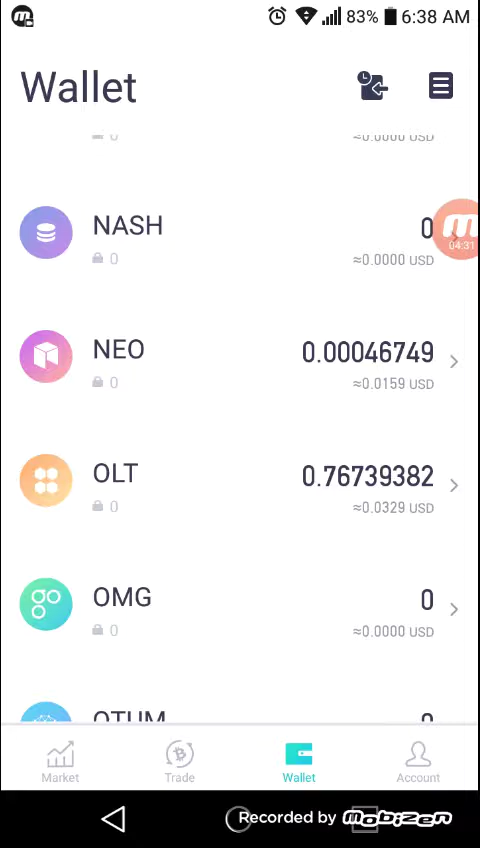 83% 6:38 AM
Wallet
0
≈0.0000 USD
NASH
0
0
≈0.0000 USD
04:31
NEO
0.00046749
0
≈0.0159 USD
OLT
0.76739382
0
≈0.0329 USD
OMG
0
0
≈0.0000 USD
QTUM
0
Market
Trade
Wallet
Account
Recorded by Mobizen